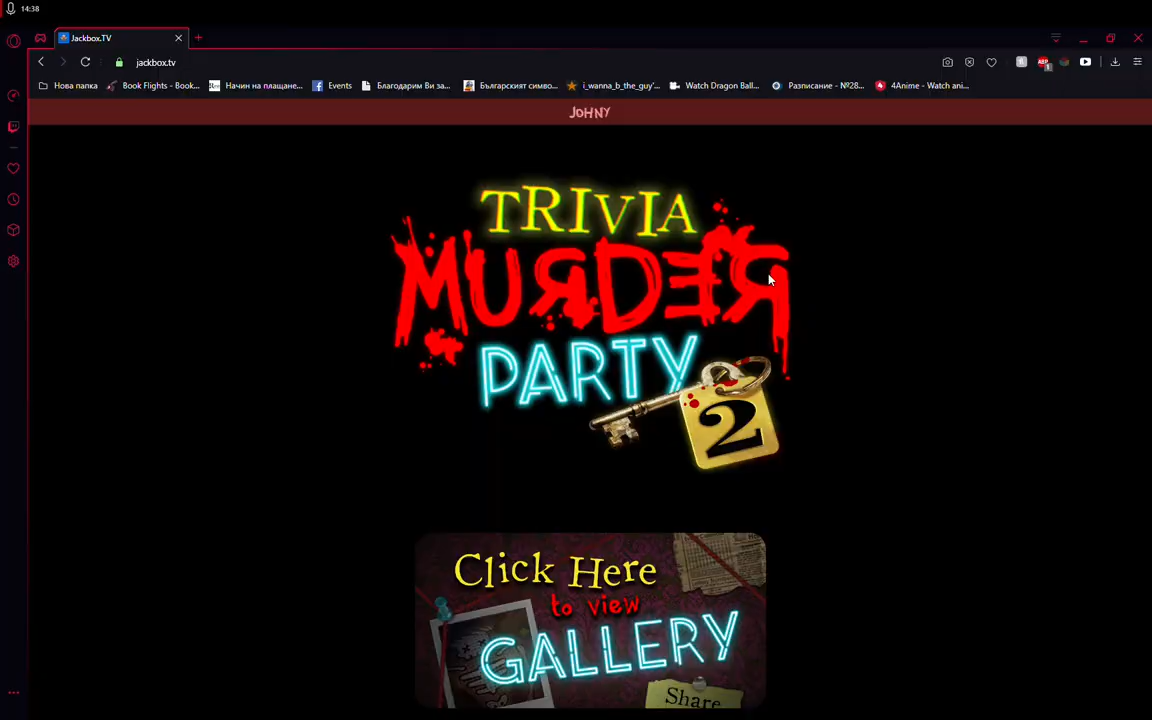 14:38
Jackbox.TV
jackbox.tv
Нова папка
Book Flights - Book...
Начин на плащане...
Events
Благодарим Ви за...
Българският симво...
i_wanna_b_the_guy'...
Watch Dragon Ball...
Разписание - №28...
4Anime - Watch ani...
JOHNY
TRIVIA
MURDER
PARTY
2
Click Here
to view
GALLERY
Share